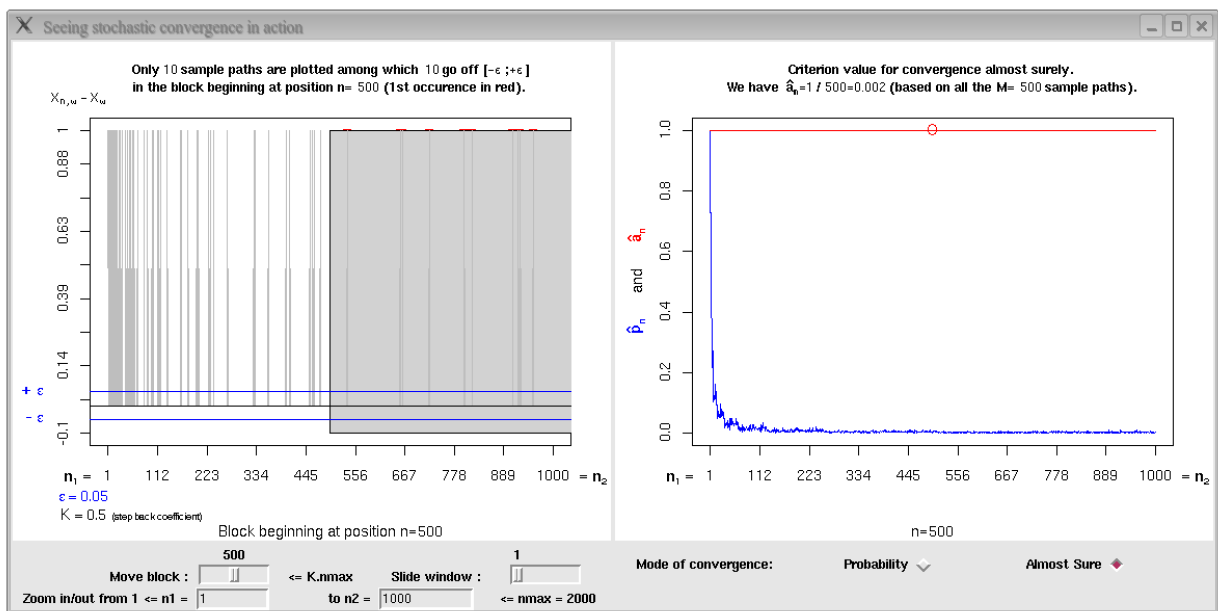 Seeing stochastic convergence in action
Only 10 sample paths are plotted among which 10 go off [-ε ;+ε]
in the block beginning at position n= 500 (1st occurence in red).
X n,ω - X ω
1
0.88
0.63
0.39
0.14
-0.1
+ ε
- ε
n₁ = 1 112 223 334 445 556 667 778 889 1000 = n₂
ε = 0.05
K = 0.5 (step back coefficient)
Block beginning at position n=500
Criterion value for convergence almost surely.
We have â n=1 / 500=0.002 (based on all the M= 500 sample paths).
1.0
0.8
0.6
0.4
0.2
0.0
p̂ n and â n
n₁ = 1 112 223 334 445 556 667 778 889 1000 = n₂
n=500
500
Move block : <= K.nmax
1
Slide window :
Zoom in/out from 1 <= n1 = 1 to n2 = 1000 <= nmax = 2000
Mode of convergence: Probability Almost Sure